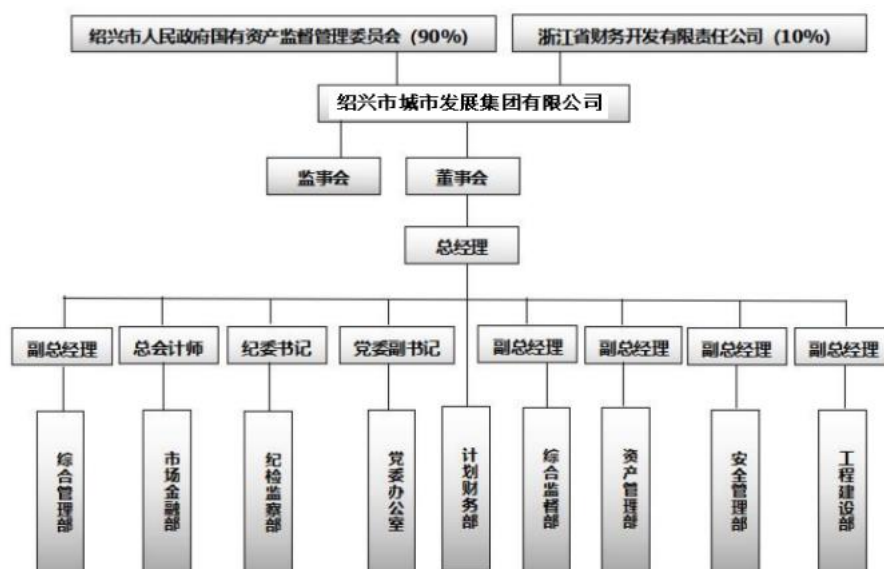 绍兴市人民政府国有资产监督管理委员会（90%）
浙江省财务开发有限责任公司（10%）
绍兴市城市发展集团有限公司
监事会
董事会
总经理
副总经理
总会计师
纪委书记
党委副书记
副总经理
副总经理
副总经理
副总经理
综合管理部
市场金融部
纪检监察部
党委办公室
计划财务部
综合监督部
资产管理部
安全管理部
工程建设部